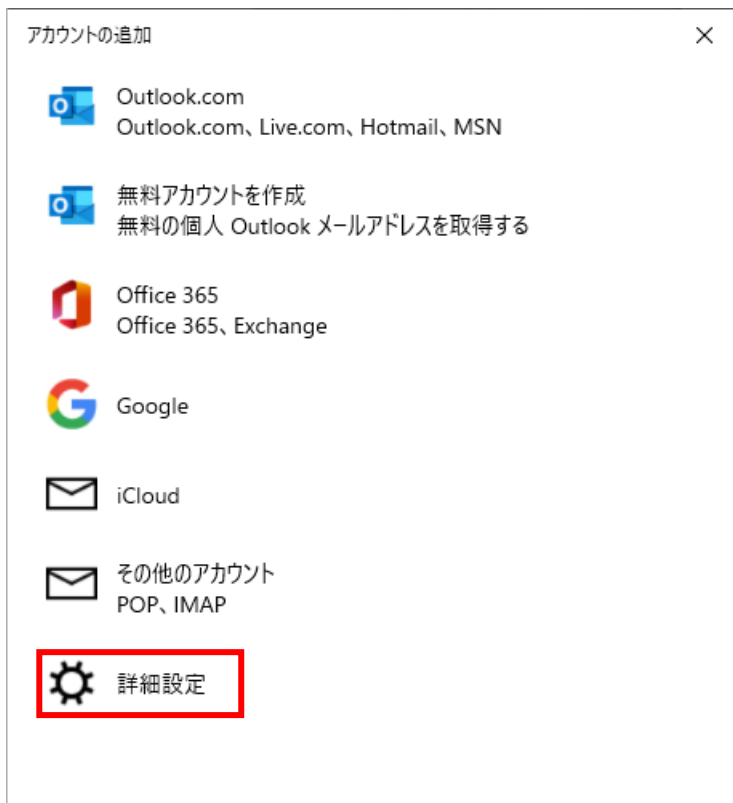 アカウントの追加
Outlook.com
Outlook.com、Live.com、Hotmail、MSN
無料アカウントを作成
無料の個人 Outlook メールアドレスを取得する
Office 365
Office 365、Exchange
Google
iCloud
その他のアカウント
POP、IMAP
詳細設定